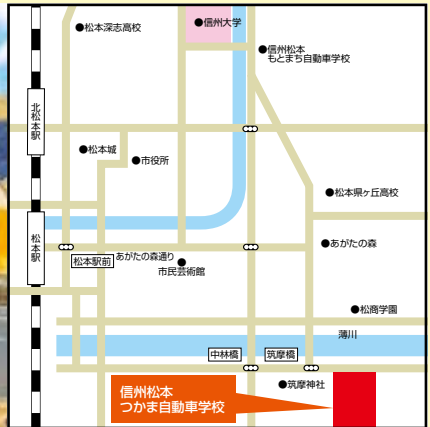 ●松本深志高校
●信州大学
●信州松本
もとまち自動車学校
北松本駅
●松本城
●市役所
●松本県ヶ丘高校
松本駅
松本駅前
あがたの森通り
●
市民芸術館
●あがたの森
●松商学園
薄川
中林橋
筑摩橋
●筑摩神社
信州松本
つかま自動車学校